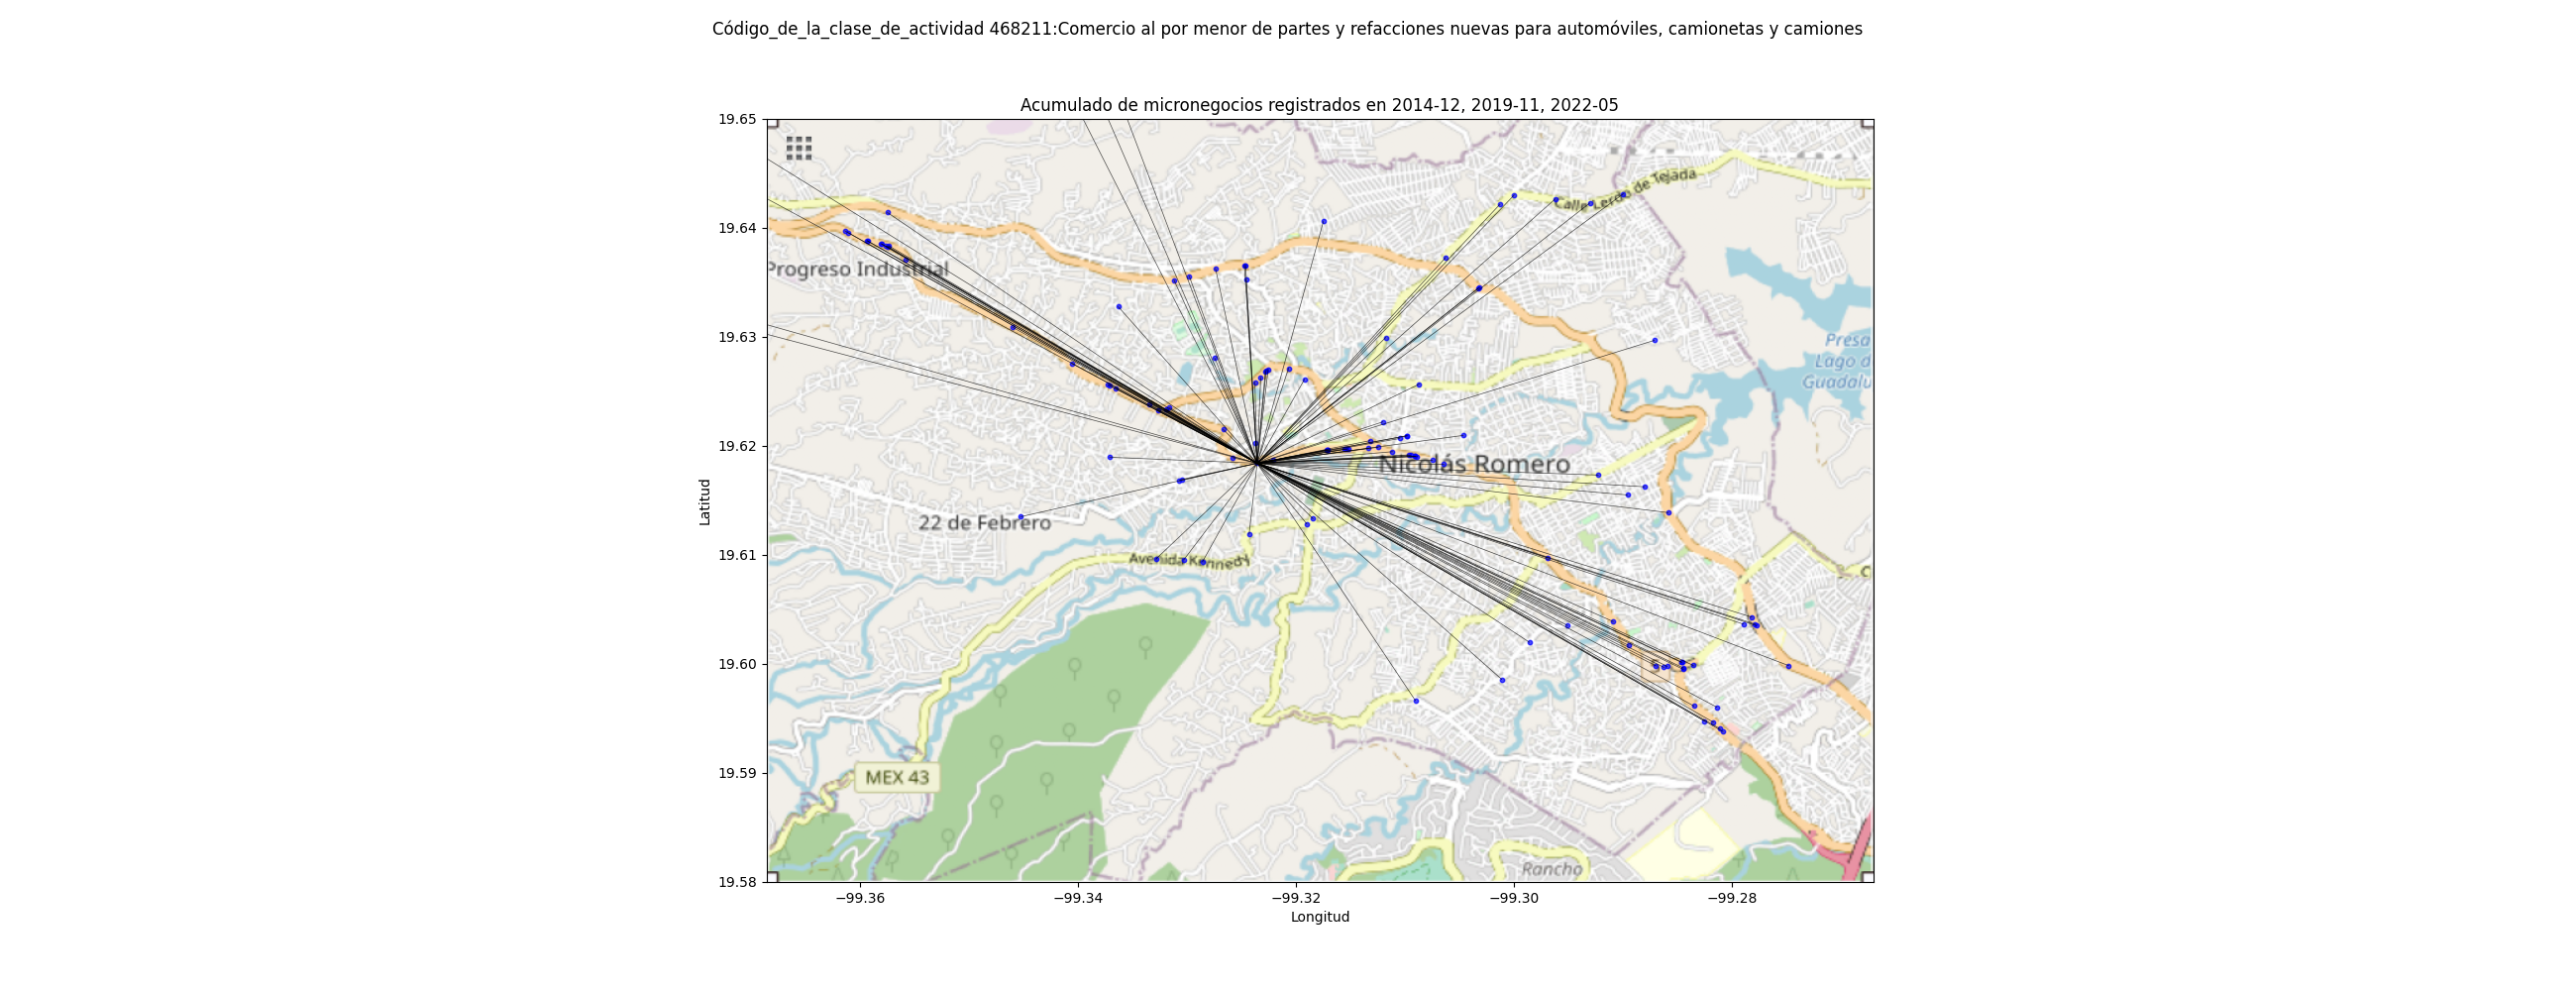 Código_de_la_clase_de_actividad 468211:Comercio al por menor de partes y refacciones nuevas para automóviles, camionetas y camiones
Acumulado de micronegocios registrados en 2014-12, 2019-11, 2022-05
19.65
Calle Lerdo de Tejada
19.64
Progreso Industrial
19.63
Presa
Lago d
Guadalu
19.62
Nicolás Romero
Latitud
22 de Febrero
19.61
Avenida Kennedy
C
19.60
19.59
MEX 43
Rancho
19.58
−99.36
−99.34
−99.32
−99.30
−99.28
Longitud